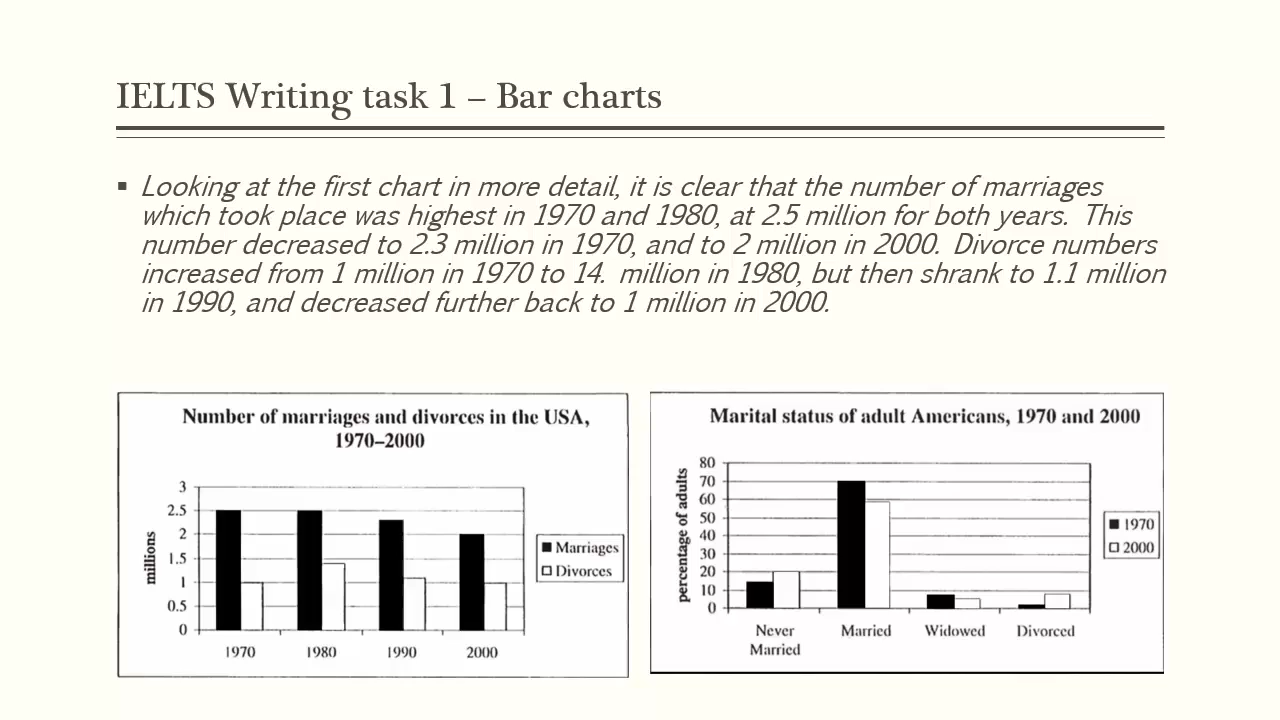 IELTS Writing task 1 – Bar charts
▪ Looking at the first chart in more detail, it is clear that the number of marriages
which took place was highest in 1970 and 1980, at 2.5 million for both years.  This
number decreased to 2.3 million in 1970, and to 2 million in 2000.  Divorce numbers
increased from 1 million in 1970 to 14.  million in 1980, but then shrank to 1.1 million
in 1990, and decreased further back to 1 million in 2000.
Number of marriages and divorces in the USA,
1970–2000
millions
3
2.5
2
1.5
1
0.5
0
1970 1980 1990 2000
Marriages
Divorces
Marital status of adult Americans, 1970 and 2000
percentage of adults
80
70
60
50
40
30
20
10
0
Never Married Widowed Divorced
Married
1970
2000